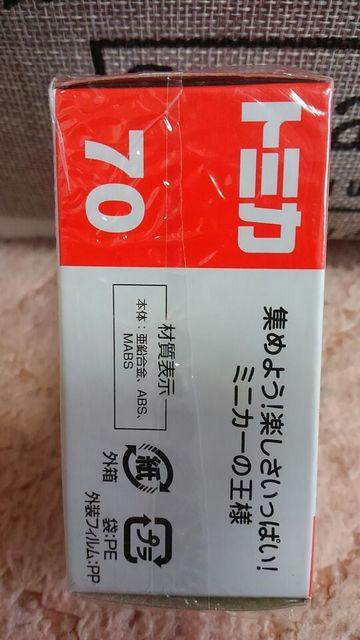 トミカ
70
集めよう!楽しさいっぱい!
ミニカーの王様
材質表示
本体:亜鉛合金、ABS、
MABS
紙
外箱
プラ
袋:PE
外装フィルム:PP